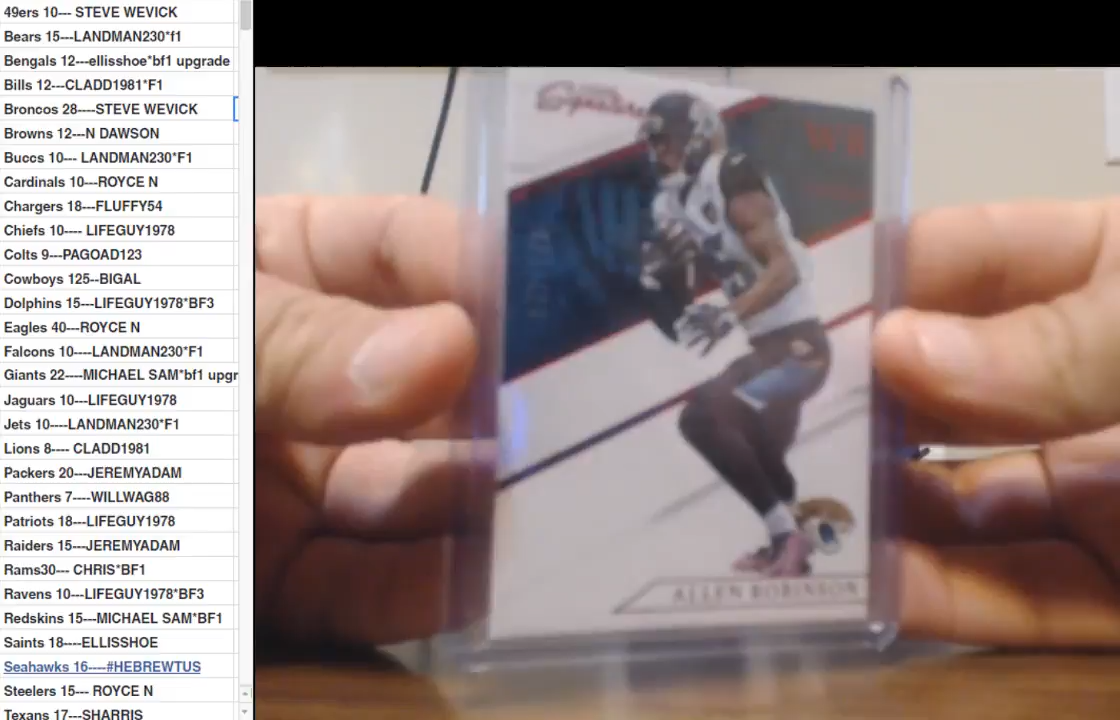 49ers 10--- STEVE WEVICK
Bears 15---LANDMAN230*f1
Bengals 12---ellisshoe*bf1 upgrade
Bills 12---CLADD1981*F1
Broncos 28----STEVE WEVICK
Browns 12---N DAWSON
Buccs 10--- LANDMAN230*F1
Cardinals 10---ROYCE N
Chargers 18---FLUFFY54
Chiefs 10---- LIFEGUY1978
Colts 9---PAGOAD123
Cowboys 125--BIGAL
Dolphins 15---LIFEGUY1978*BF3
Eagles 40---ROYCE N
Falcons 10----LANDMAN230*F1
Giants 22----MICHAEL SAM*bf1 upgr
Jaguars 10---LIFEGUY1978
Jets 10----LANDMAN230*F1
Lions 8---- CLADD1981
Packers 20---JEREMYADAM
Panthers 7----WILLWAG88
Patriots 18---LIFEGUY1978
Raiders 15---JEREMYADAM
Rams30--- CHRIS*BF1
Ravens 10---LIFEGUY1978*BF3
Redskins 15---MICHAEL SAM*BF1
Saints 18----ELLISSHOE
Seahawks 16----#HEBREWTUS
Steelers 15--- ROYCE N
Texans 17---SHARRIS
Signatures
WR
ALLEN ROBINSON